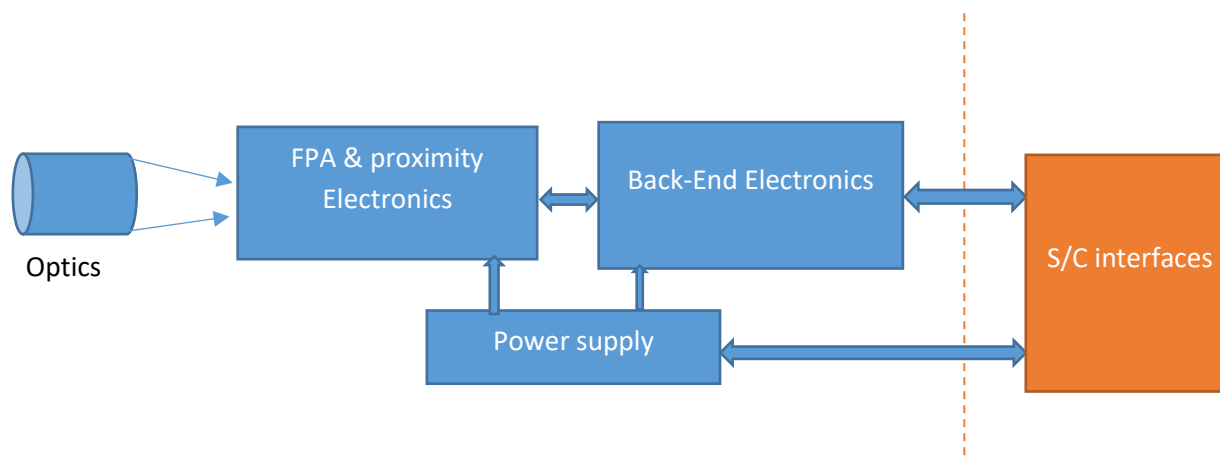 FPA & proximity
Electronics
Back-End Electronics
Optics
S/C interfaces
Power supply